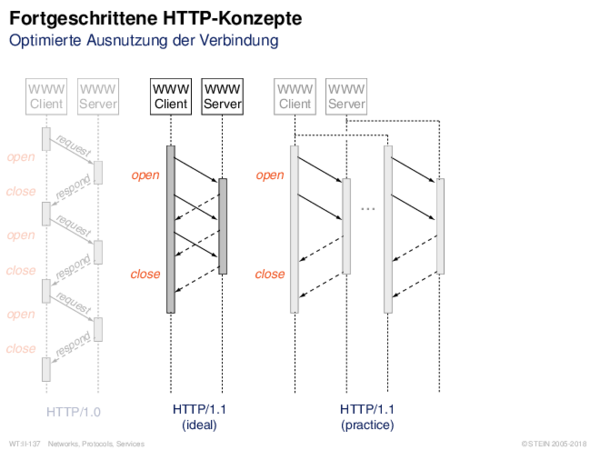 Fortgeschrittene HTTP-Konzepte
Optimierte Ausnutzung der Verbindung
WWW Client
WWW Server
open
request
close
respond
open
request
close
respond
open
request
close
respond
HTTP/1.0
WWW Client
WWW Server
open
close
HTTP/1.1
(ideal)
WWW Client
WWW Server
open
...
close
HTTP/1.1
(practice)
WT:II-137 Networks, Protocols, Services
© STEIN 2005-2018